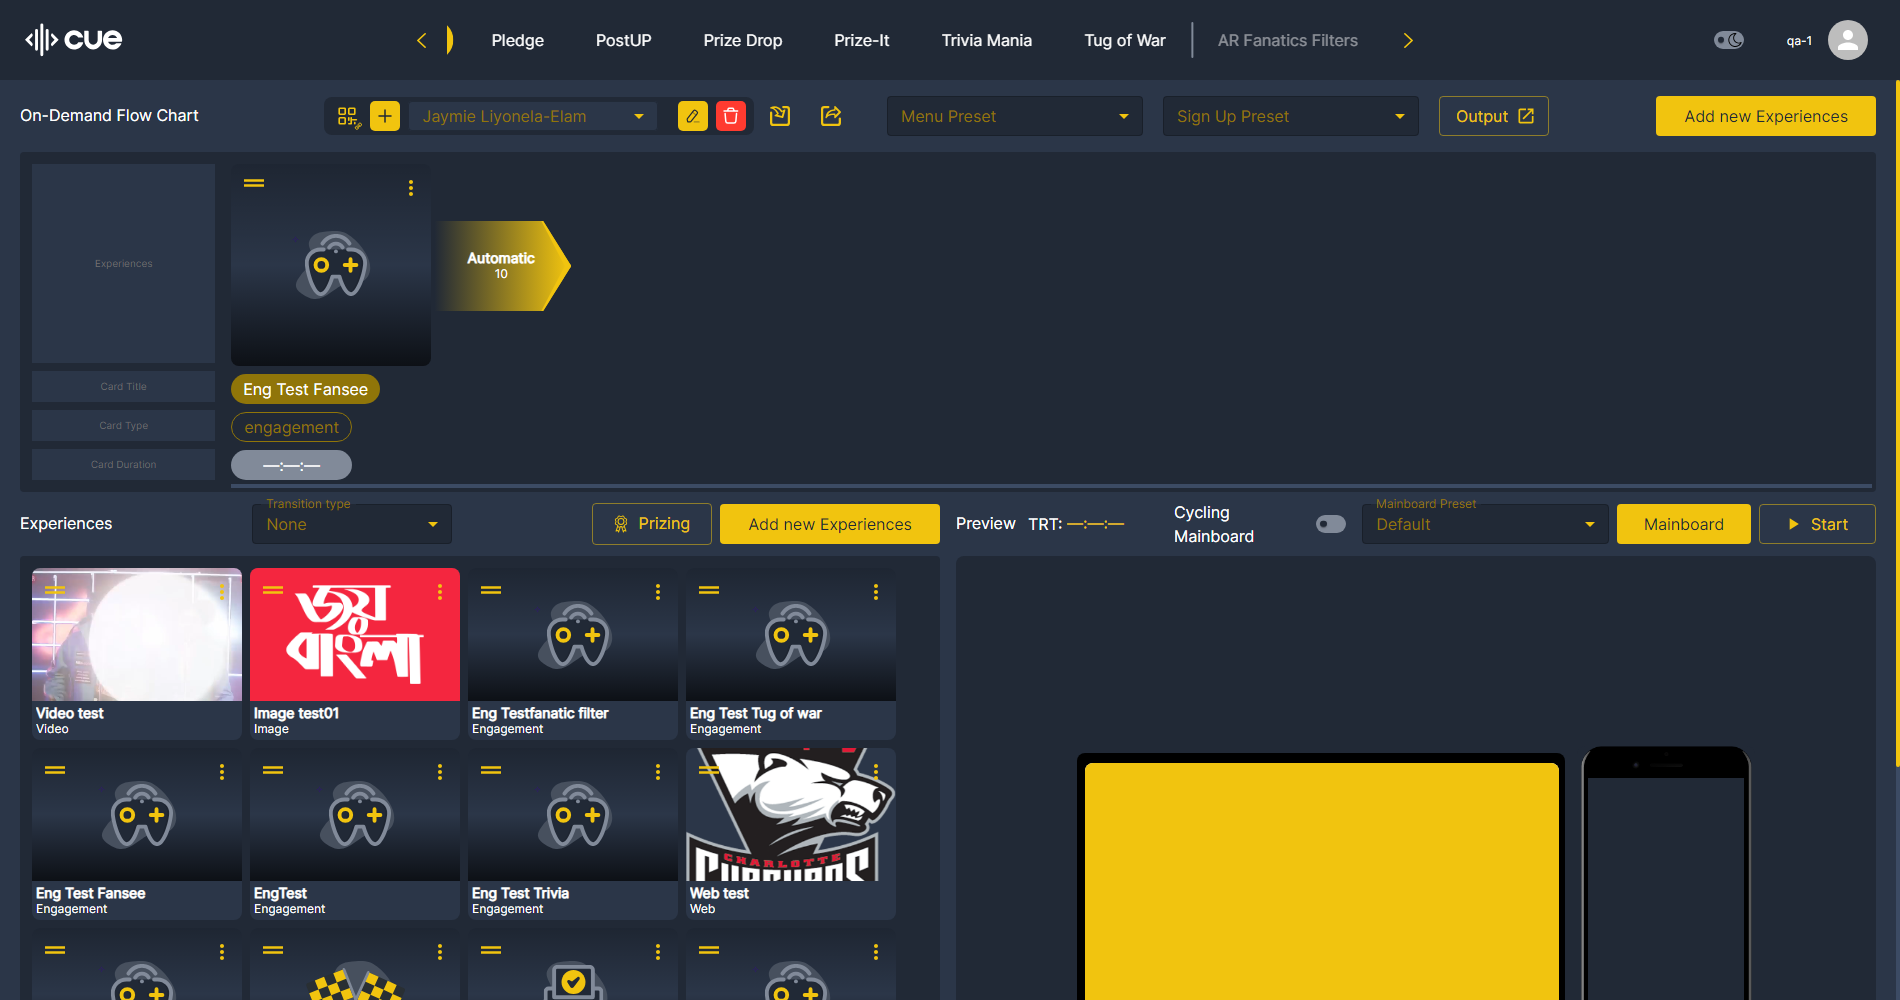 cue
Pledge
PostUP
Prize Drop
Prize-It
Trivia Mania
Tug of War
AR Fanatics Filters
qa-1
On-Demand Flow Chart
Jaymie Liyonela-Elam
Menu Preset
Sign Up Preset
Output
Add new Experiences
Experiences
Automatic
10
Card Title
Eng Test Fansee
Card Type
engagement
Card Duration
—:—:—
Experiences
Transition type
None
Prizing
Add new Experiences
Preview
TRT: —:—:—
Cycling
Mainboard
Mainboard Preset
Default
Mainboard
Start
জয়
বাংলা
Video test
Video
Image test01
Image
Eng Testfanatic filter
Engagement
Eng Test Tug of war
Engagement
CHARLOTTE
Eng Test Fansee
Engagement
EngTest
Engagement
Eng Test Trivia
Engagement
Web test
Web